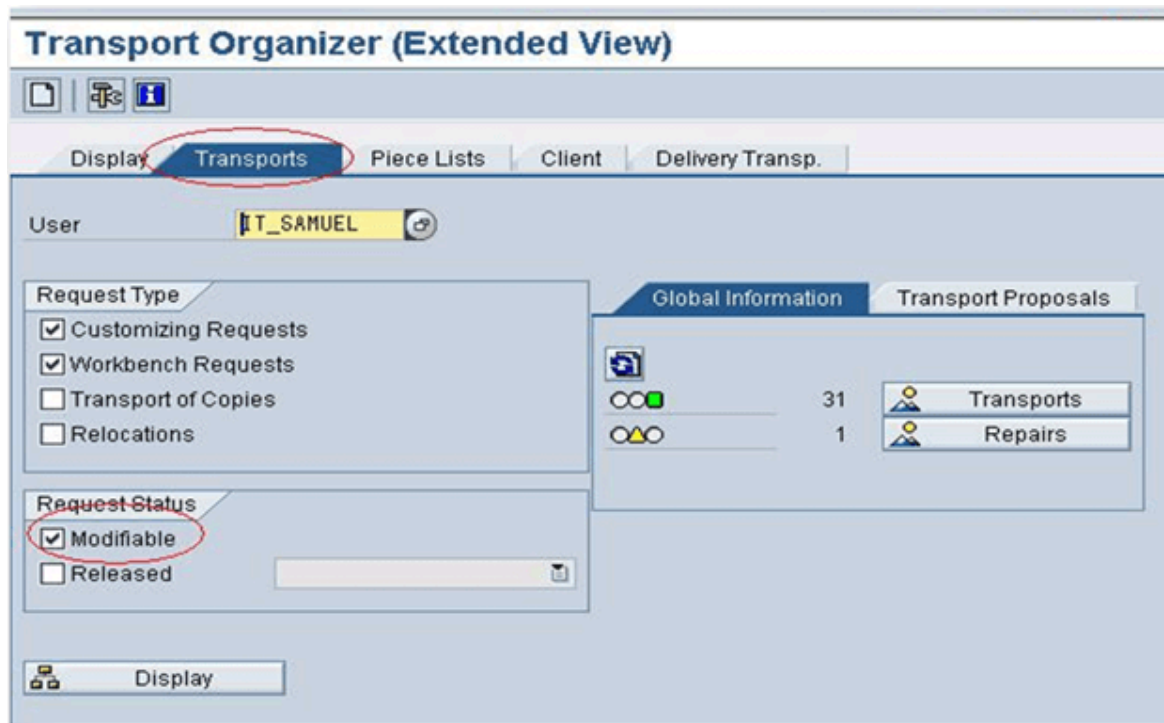 Transport Organizer (Extended View)
Display Transports Piece Lists Client Delivery Transp.
User IT_SAMUEL
Request Type
Customizing Requests
Workbench Requests
Transport of Copies
Relocations
Global Information Transport Proposals
31 Transports
1 Repairs
Request Status
Modifiable
Released
Display